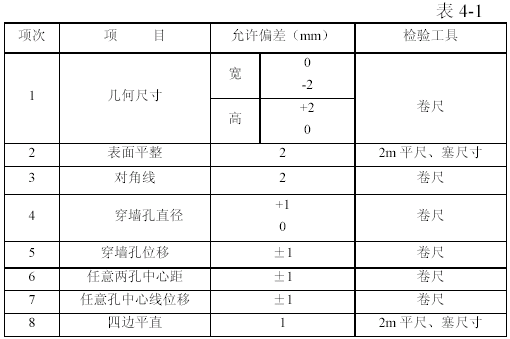 表 4-1
项次 项 目 允许偏差（mm） 检验工具
1 几何尺寸 宽 0 -2 高 +2 0 卷尺
2 表面平整 2 2m 平尺、塞尺寸
3 对角线 2 卷尺
4 穿墙孔直径 +1 0 卷尺
5 穿墙孔位移 ±1 卷尺
6 任意两孔中心距 ±1 卷尺
7 任意孔中心线位移 ±1 卷尺
8 四边平直 1 2m 平尺、塞尺寸